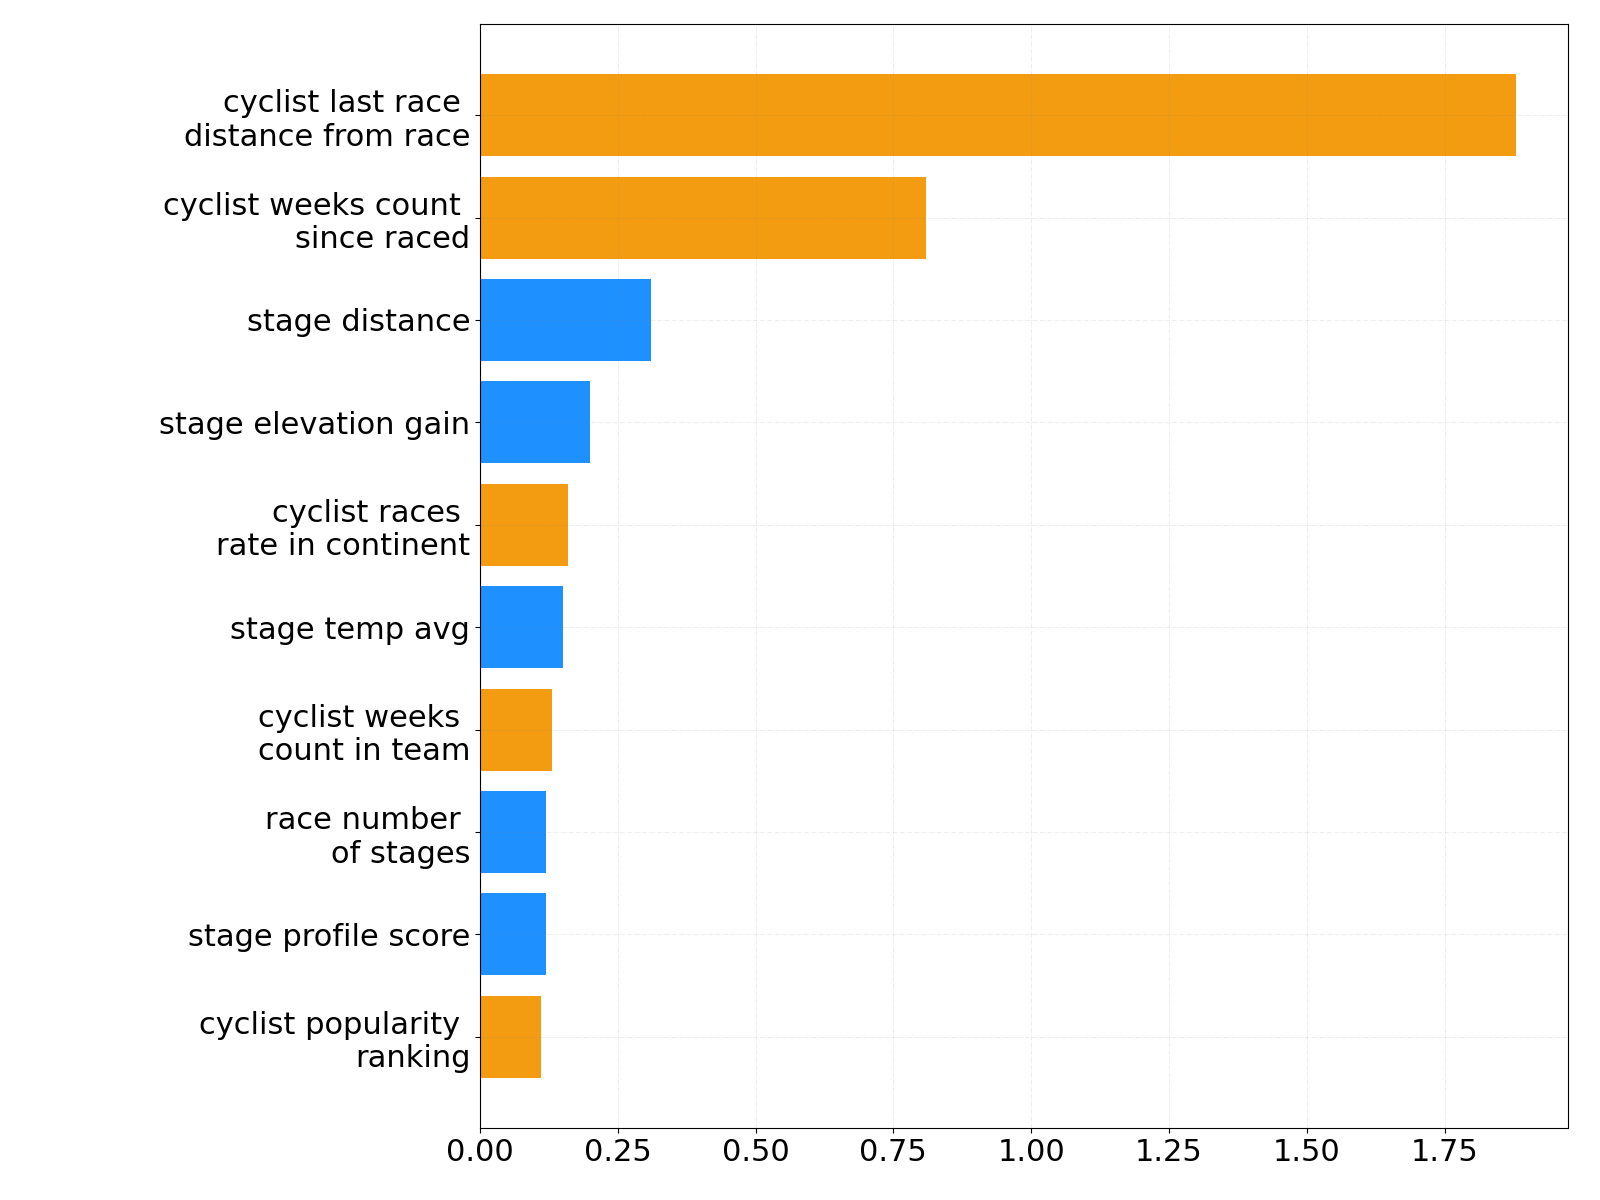 cyclist last race
distance from race
cyclist weeks count
since raced
stage distance
stage elevation gain
cyclist races
rate in continent
stage temp avg
cyclist weeks
count in team
race number
of stages
stage profile score
cyclist popularity
ranking
0.00 0.25 0.50 0.75 1.00 1.25 1.50 1.75